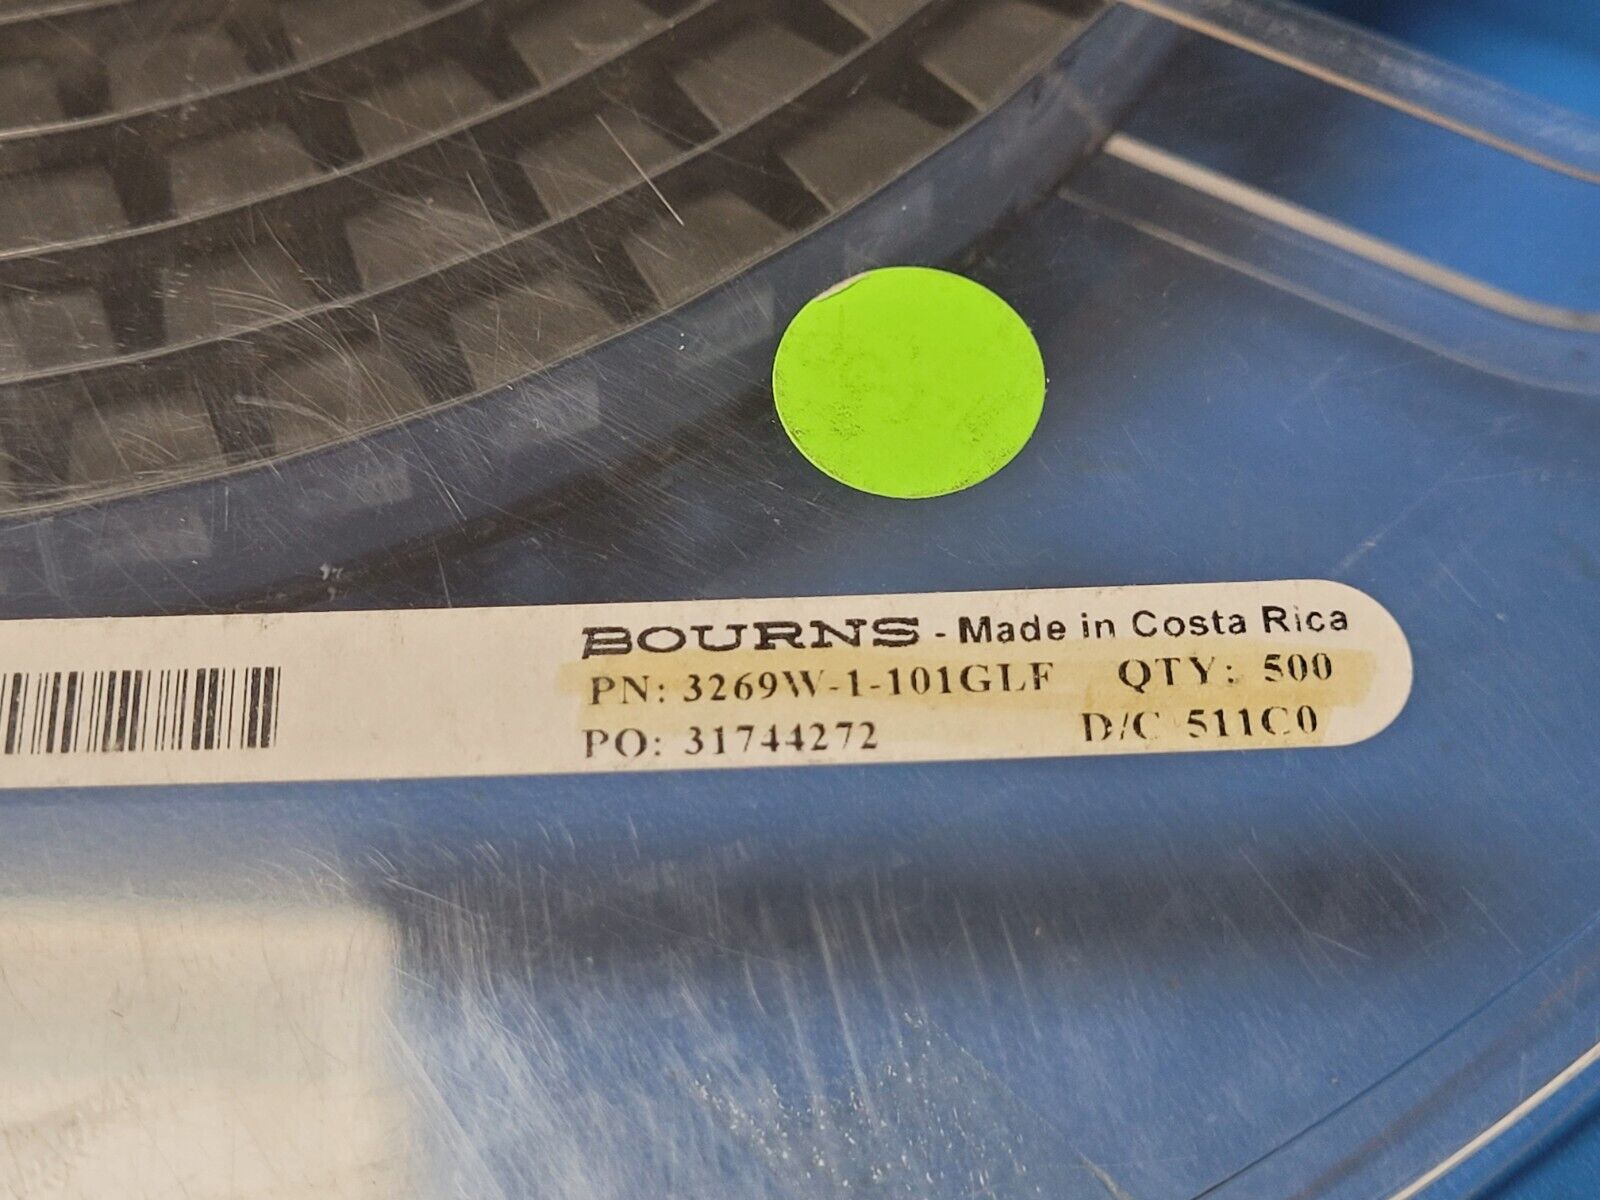 BOURNS - Made in Costa Rica
PN: 3269W-1-101GLF QTY: 500
PO: 31744272 D/C 511C0